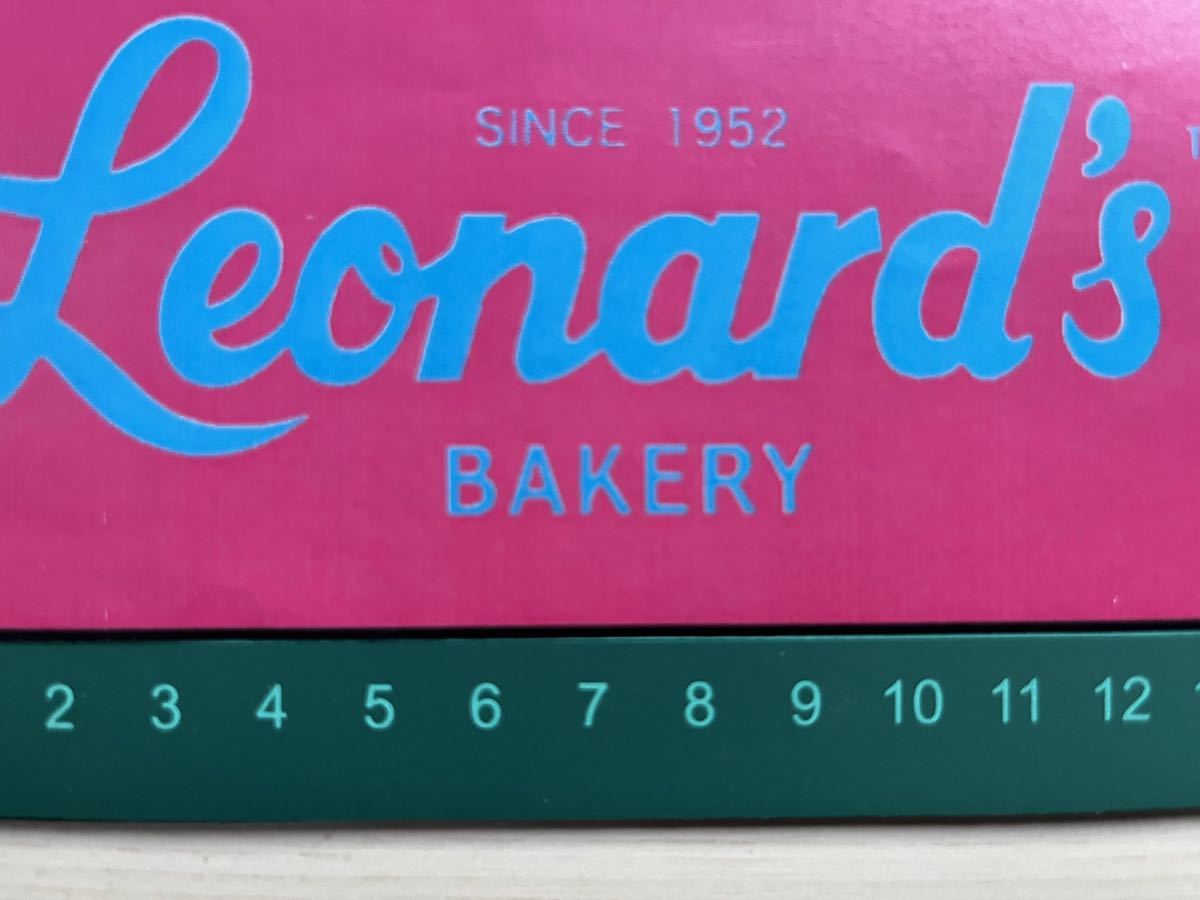 SINCE 1952
Leonard's
BAKERY
2 3 4 5 6 7 8 9 10 11 12